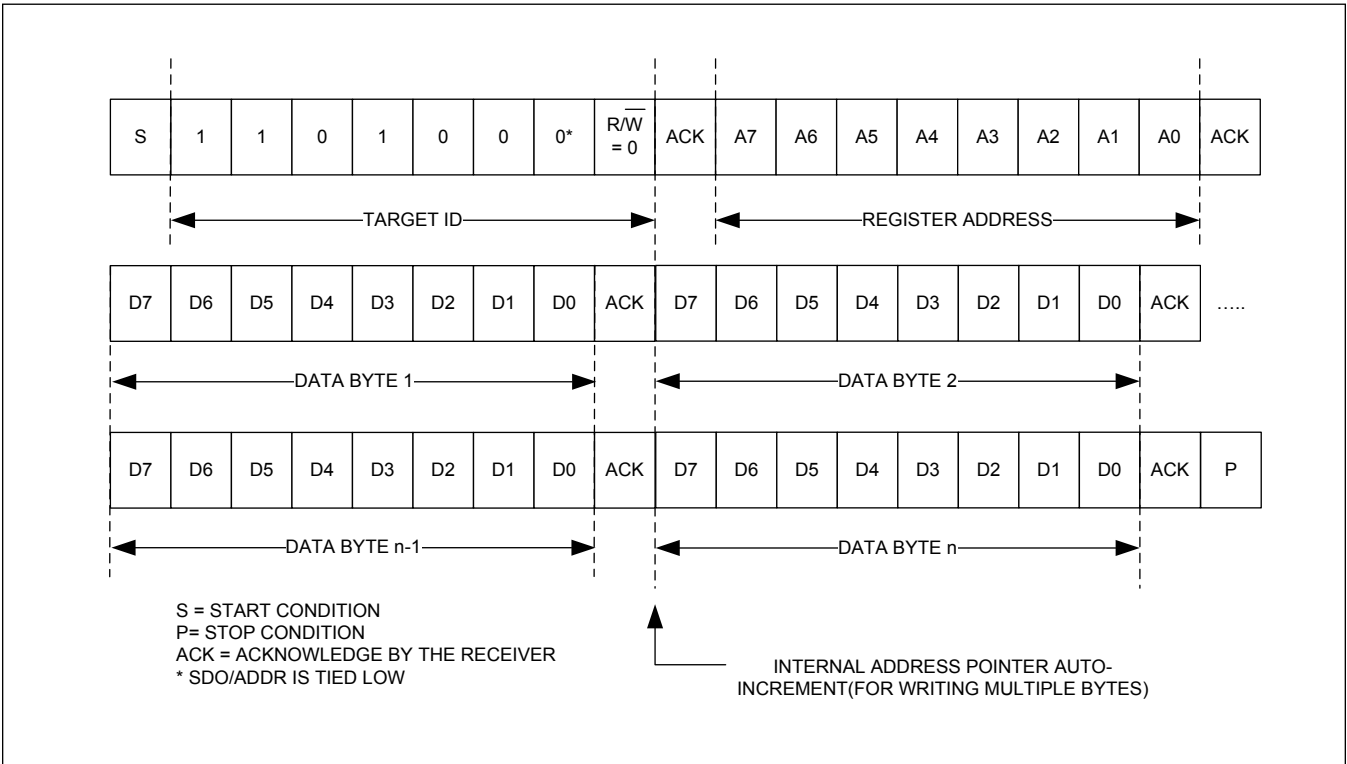 S 1 1 0 1 0 0 0* R/W ACK A7 A6 A5 A4 A3 A2 A1 A0 ACK
= 0
TARGET ID REGISTER ADDRESS
D7 D6 D5 D4 D3 D2 D1 D0 ACK D7 D6 D5 D4 D3 D2 D1 D0 ACK .....
DATA BYTE 1 DATA BYTE 2
D7 D6 D5 D4 D3 D2 D1 D0 ACK D7 D6 D5 D4 D3 D2 D1 D0 ACK P
DATA BYTE n-1 DATA BYTE n
S = START CONDITION
P= STOP CONDITION
ACK = ACKNOWLEDGE BY THE RECEIVER
* SDO/ADDR IS TIED LOW
INTERNAL ADDRESS POINTER AUTO-
INCREMENT(FOR WRITING MULTIPLE BYTES)